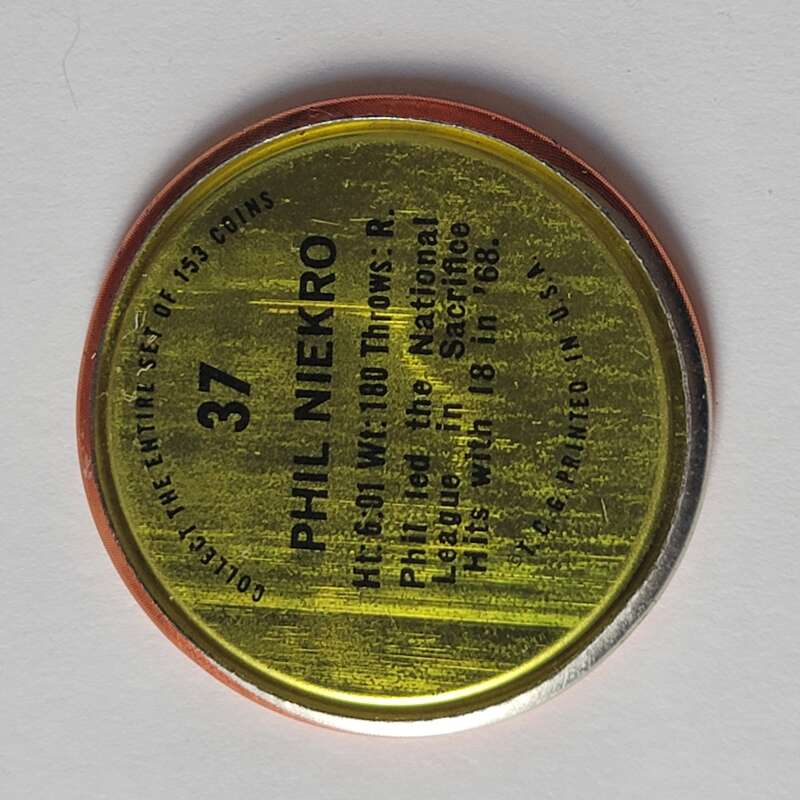 COLLECT THE ENTIRE SET OF 153 COINS
37
PHIL NIEKRO
Ht: 6.01 Wt: 180 Throws: R.
Phil led the National
League in Sacrifice
Hits with 18 in '68.
©T.C.G. PRINTED IN U.S.A.